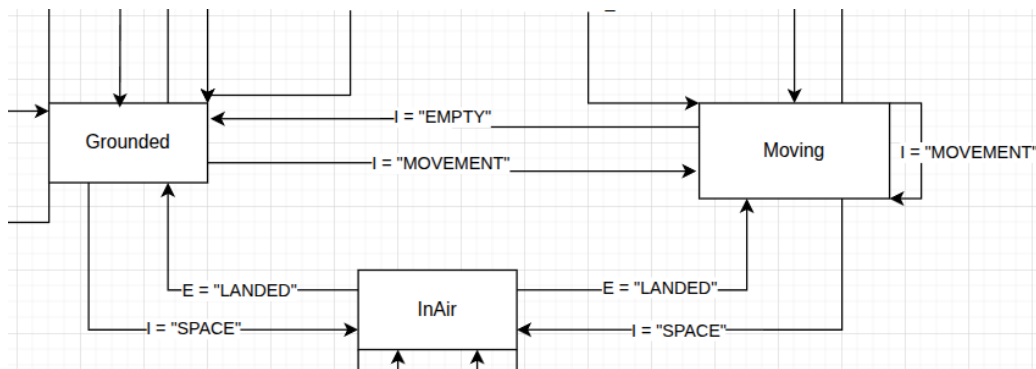 I = "EMPTY"
Grounded
Moving
I = "MOVEMENT"
I = "MOVEMENT"
E = "LANDED"
E = "LANDED"
InAir
I = "SPACE"
I = "SPACE"